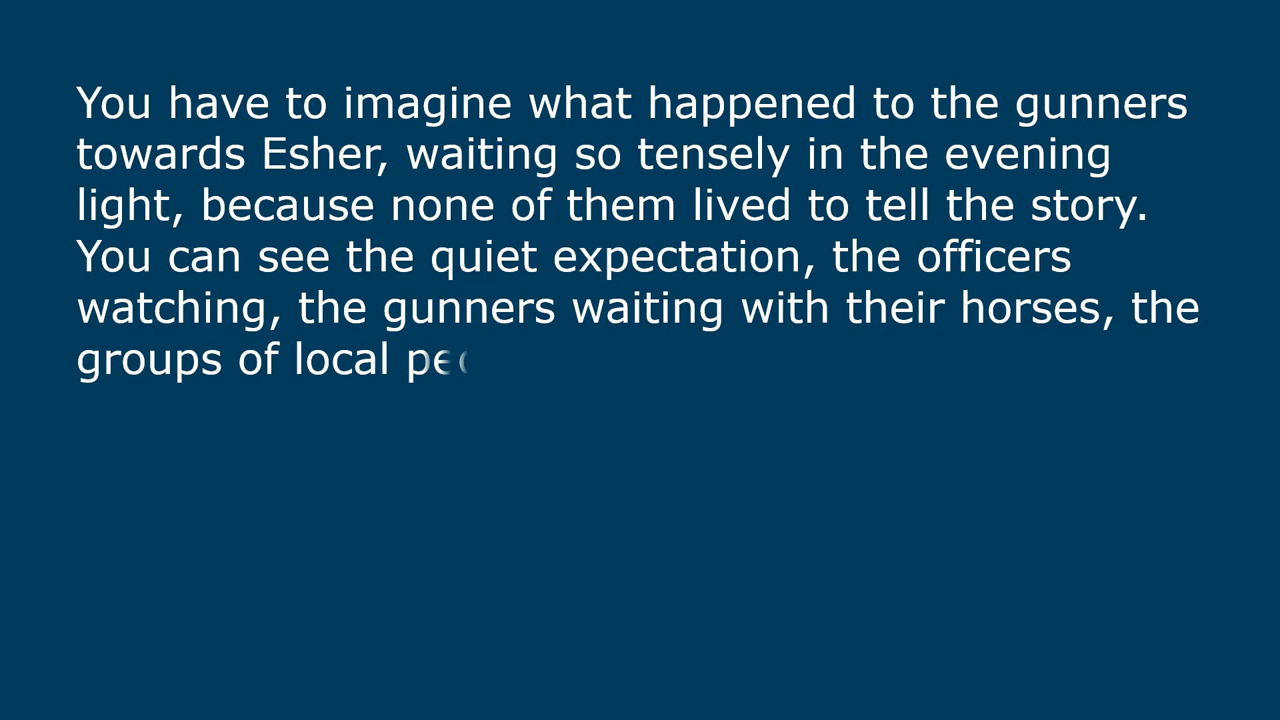 You have to imagine what happened to the gunners
towards Esher, waiting so tensely in the evening
light, because none of them lived to tell the story.
You can see the quiet expectation, the officers
watching, the gunners waiting with their horses, the
groups of local